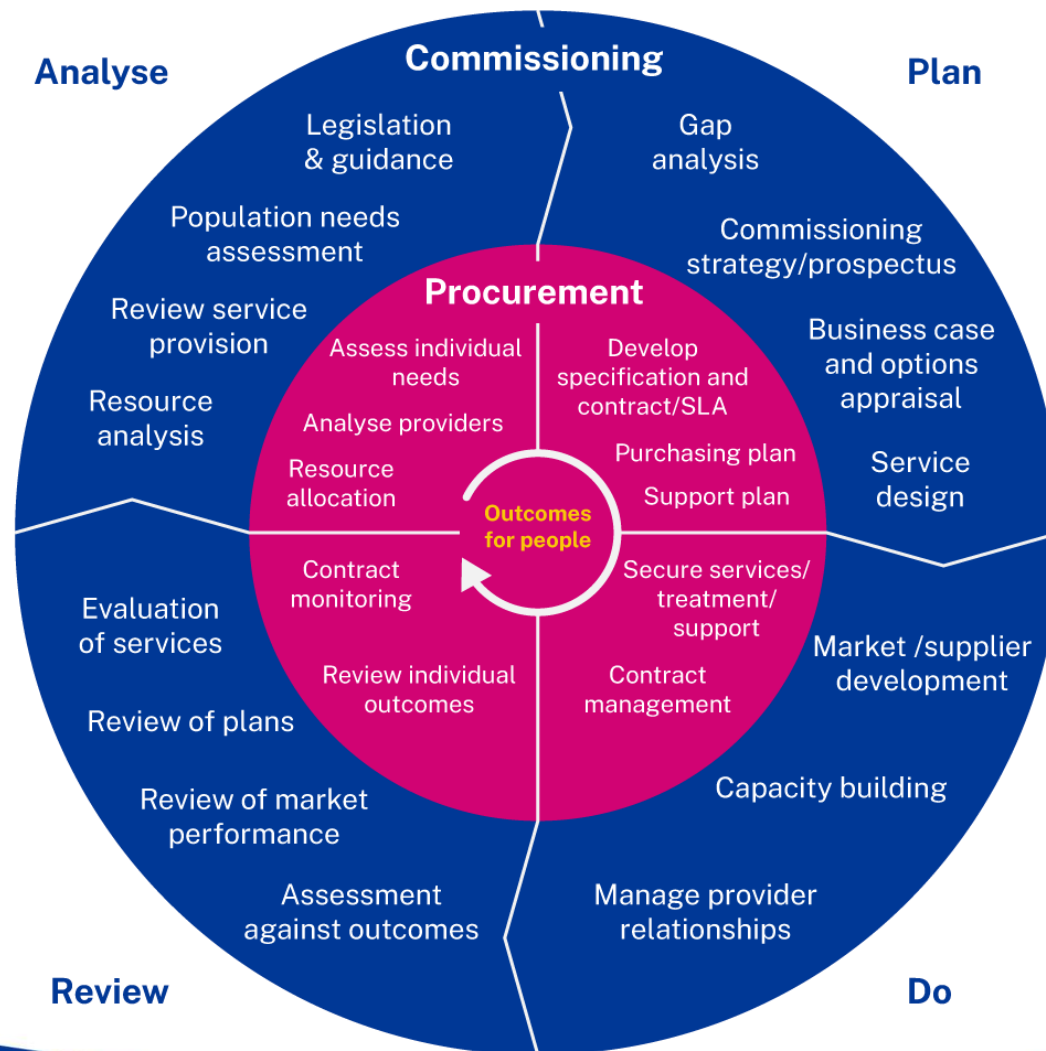 Analyse
Commissioning
Plan
Legislation
& guidance
Population needs
assessment
Review service
provision
Resource
analysis
Gap
analysis
Commissioning
strategy/prospectus
Business case
and options
appraisal
Service
design
Procurement
Assess individual
needs
Analyse providers
Resource
allocation
Develop
specification and
contract/SLA
Purchasing plan
Support plan
Outcomes
for people
Contract
monitoring
Review individual
outcomes
Secure services/
treatment/
support
Contract
management
Evaluation
of services
Review of plans
Review of market
performance
Assessment
against outcomes
Market /supplier
development
Capacity building
Manage provider
relationships
Review
Do